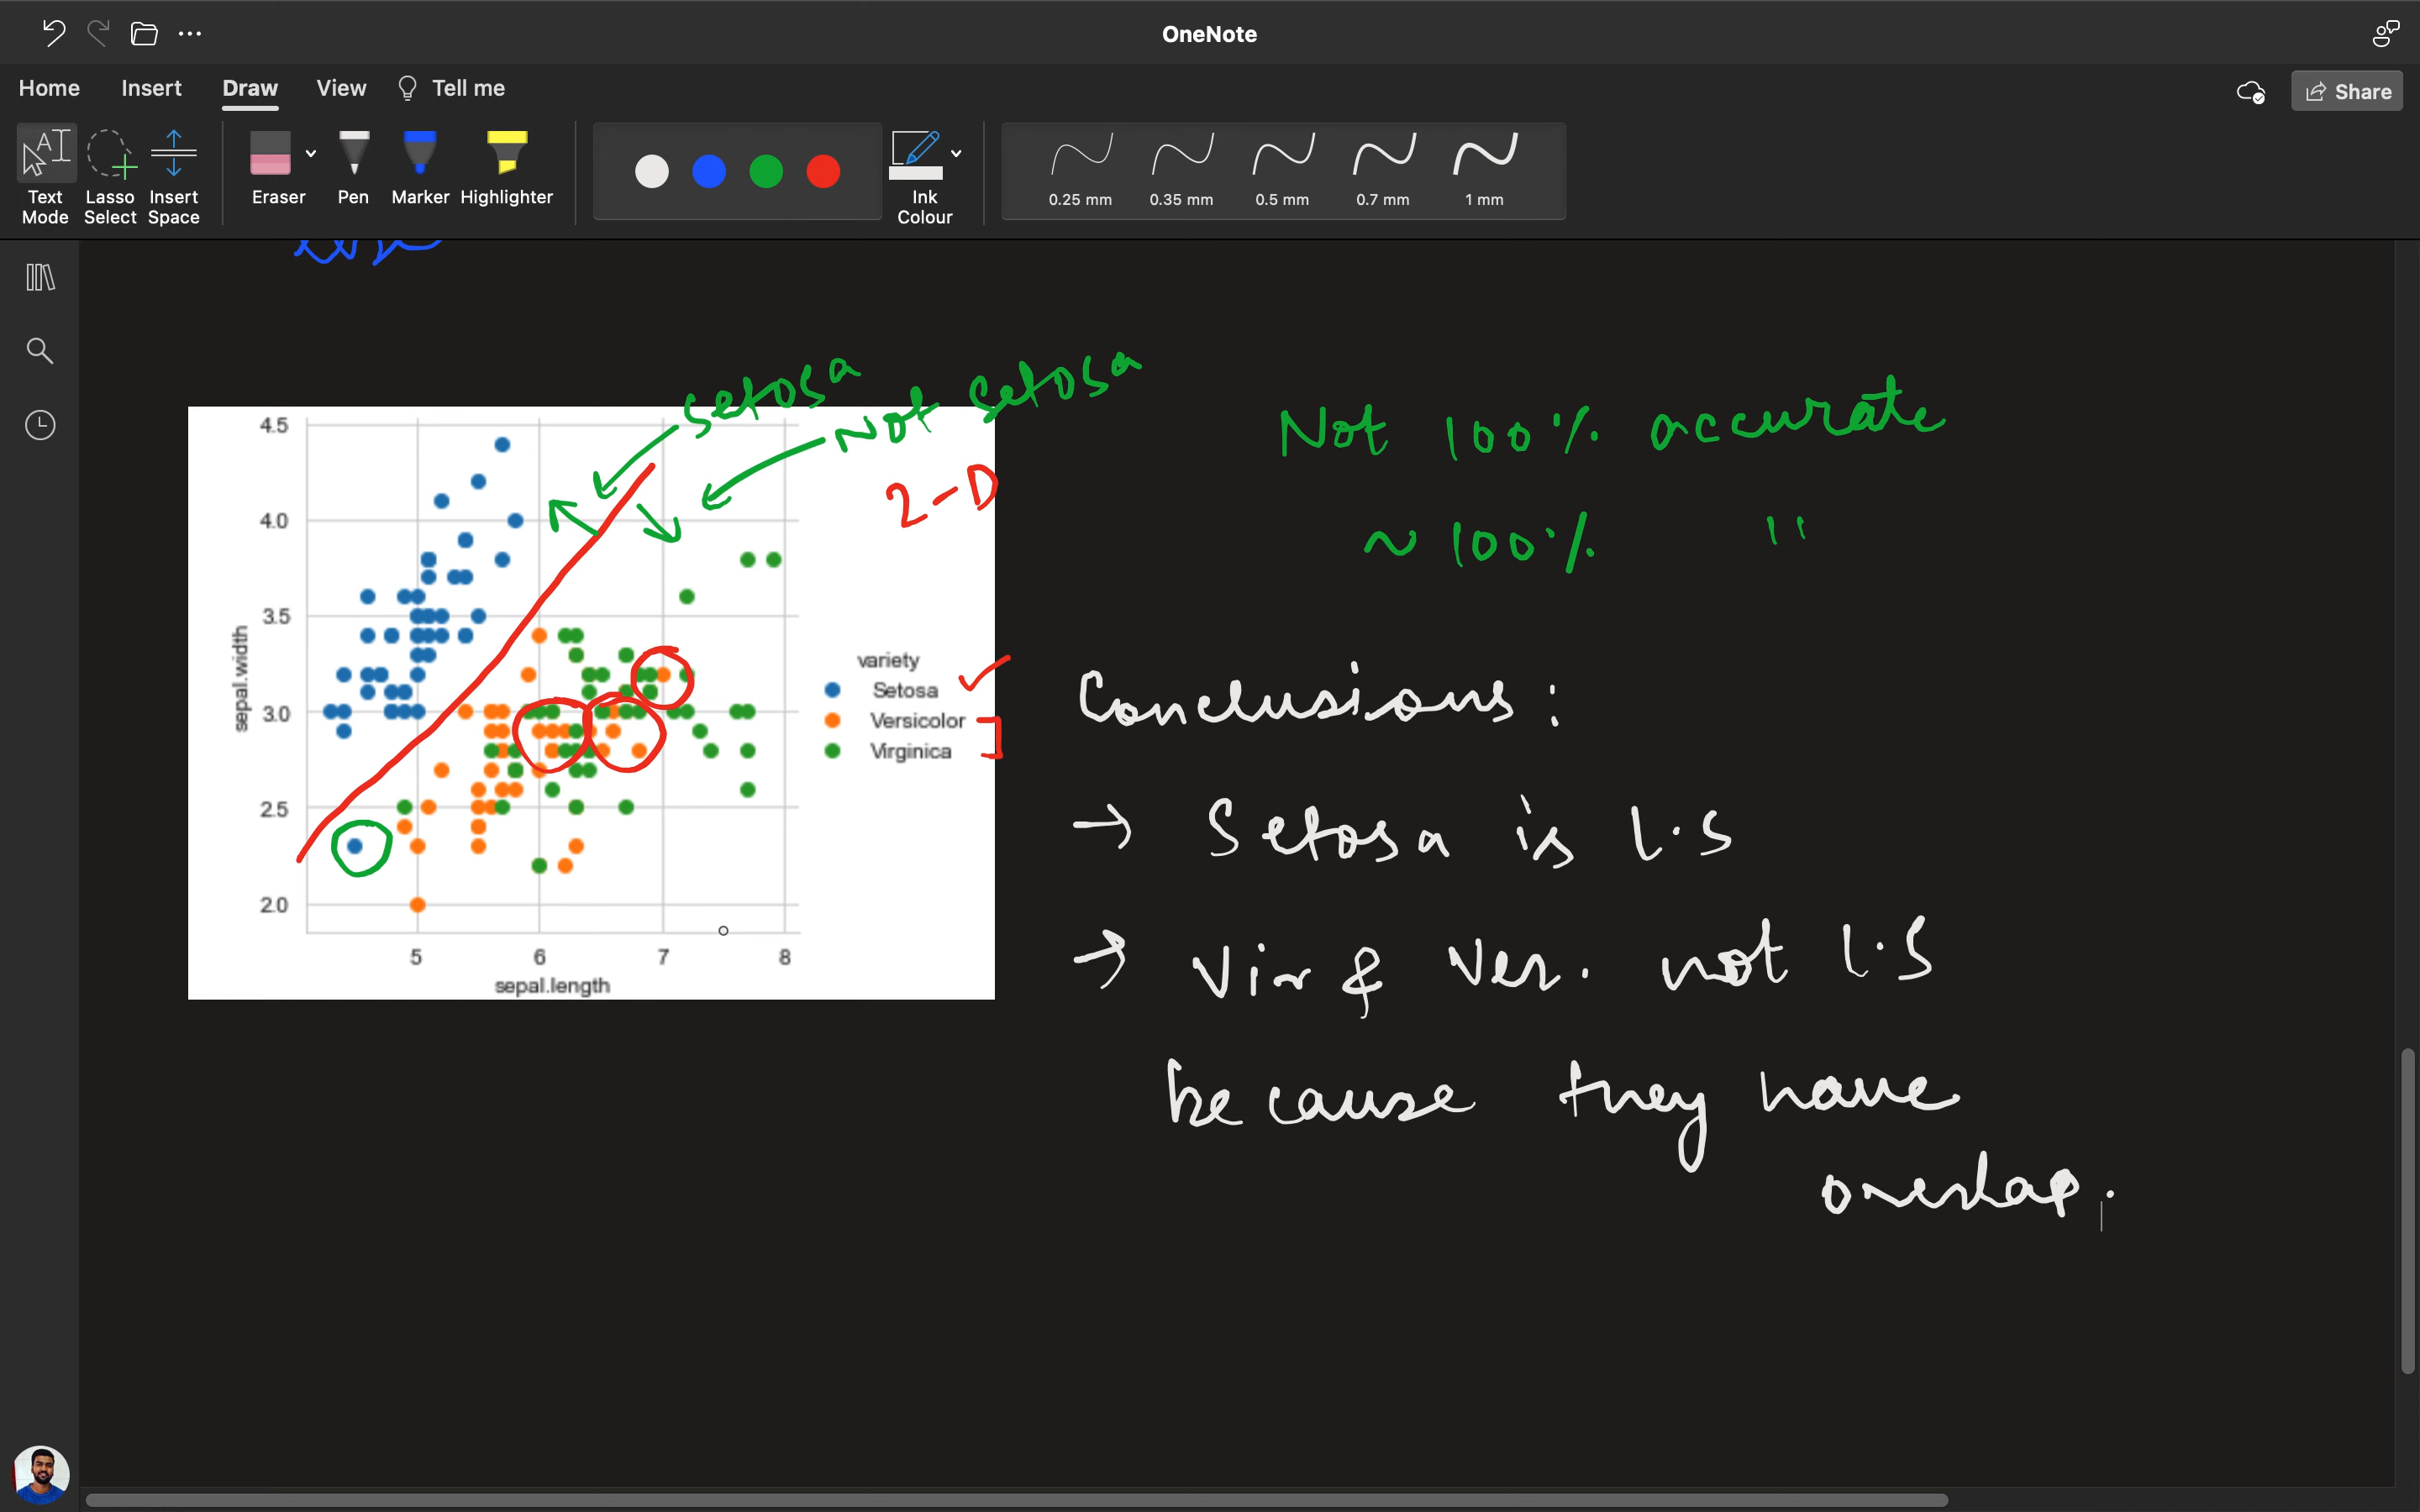 OneNote
Home Insert Draw View Tell me
Share
Text Mode
Lasso Select
Insert Space
Eraser
Pen
Marker
Highlighter
Ink Colour
0.25 mm
0.35 mm
0.5 mm
0.7 mm
1 mm
Setosa
Not Setosa
2-D
4.5
4.0
3.5
3.0
2.5
2.0
sepal.width
5 6 7 8
sepal.length
variety
Setosa
Versicolor
Virginica
Not 100% accurate
~ 100% "
Conclusions:
→ Setosa is l.s
→ Vir & Ver. not l.s
because they have
overlap.